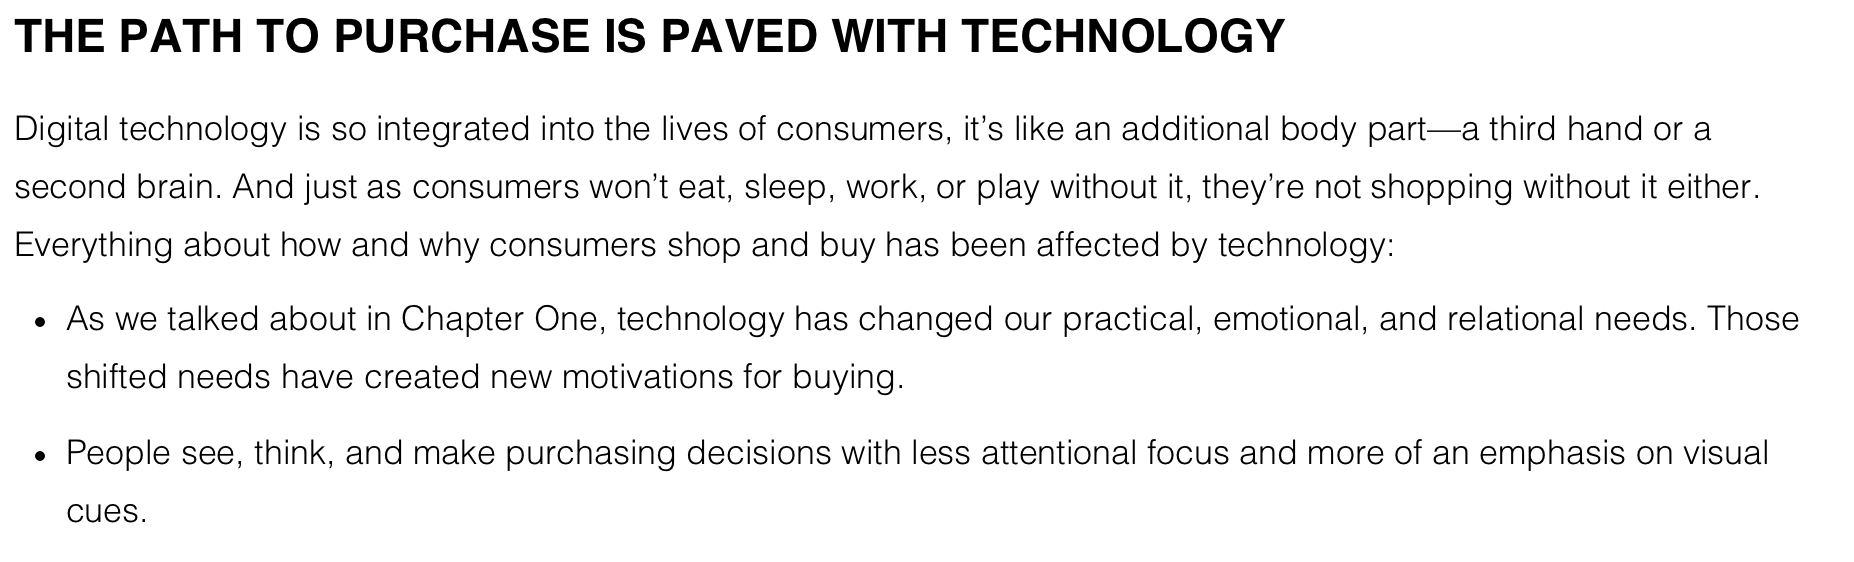 THE PATH TO PURCHASE IS PAVED WITH TECHNOLOGY
Digital technology is so integrated into the lives of consumers, it’s like an additional body part—a third hand or a
second brain. And just as consumers won’t eat, sleep, work, or play without it, they’re not shopping without it either.
Everything about how and why consumers shop and buy has been affected by technology:
• As we talked about in Chapter One, technology has changed our practical, emotional, and relational needs. Those
shifted needs have created new motivations for buying.
• People see, think, and make purchasing decisions with less attentional focus and more of an emphasis on visual
cues.